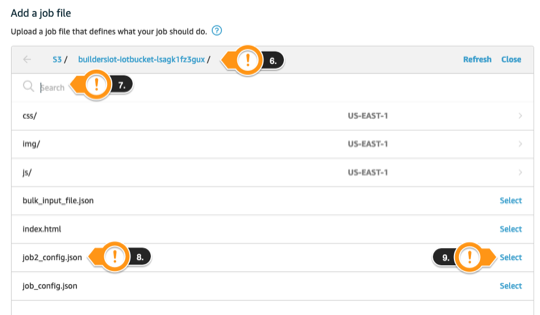 Add a job file
Upload a job file that defines what your job should do. ?
← S3 / buildersiot-iotbucket-isagk1fz3gux / ! 6. Refresh Close
Search ! 7.
css/ US-EAST-1
img/ US-EAST-1
js/ US-EAST-1
bulk_input_file.json Select
index.html Select
job2_config.json ! 8. 9. ! Select
job_config.json Select